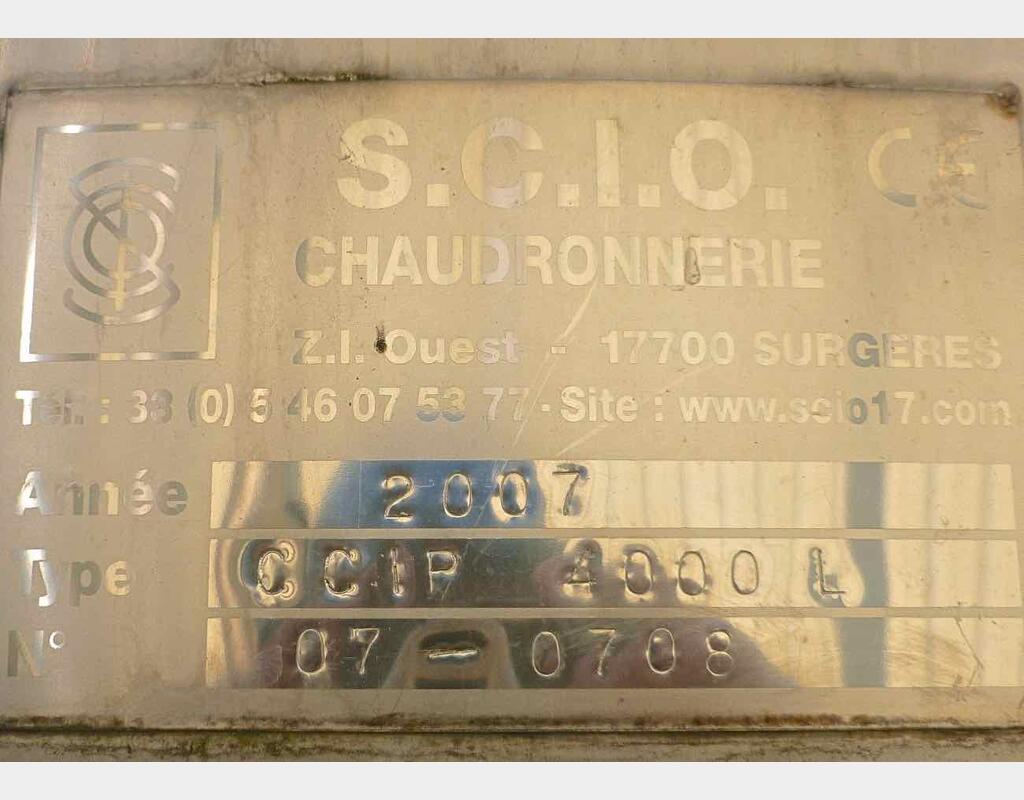 S.C.I.O. CE
CHAUDRONNERIE
Z.I. Ouest - 17700 SURGERES
Tél. : 33 (0) 5 46 07 53 77 - Site : www.scio17.com
Année 2007
Type CCIP 4000 L
N° 07-0708